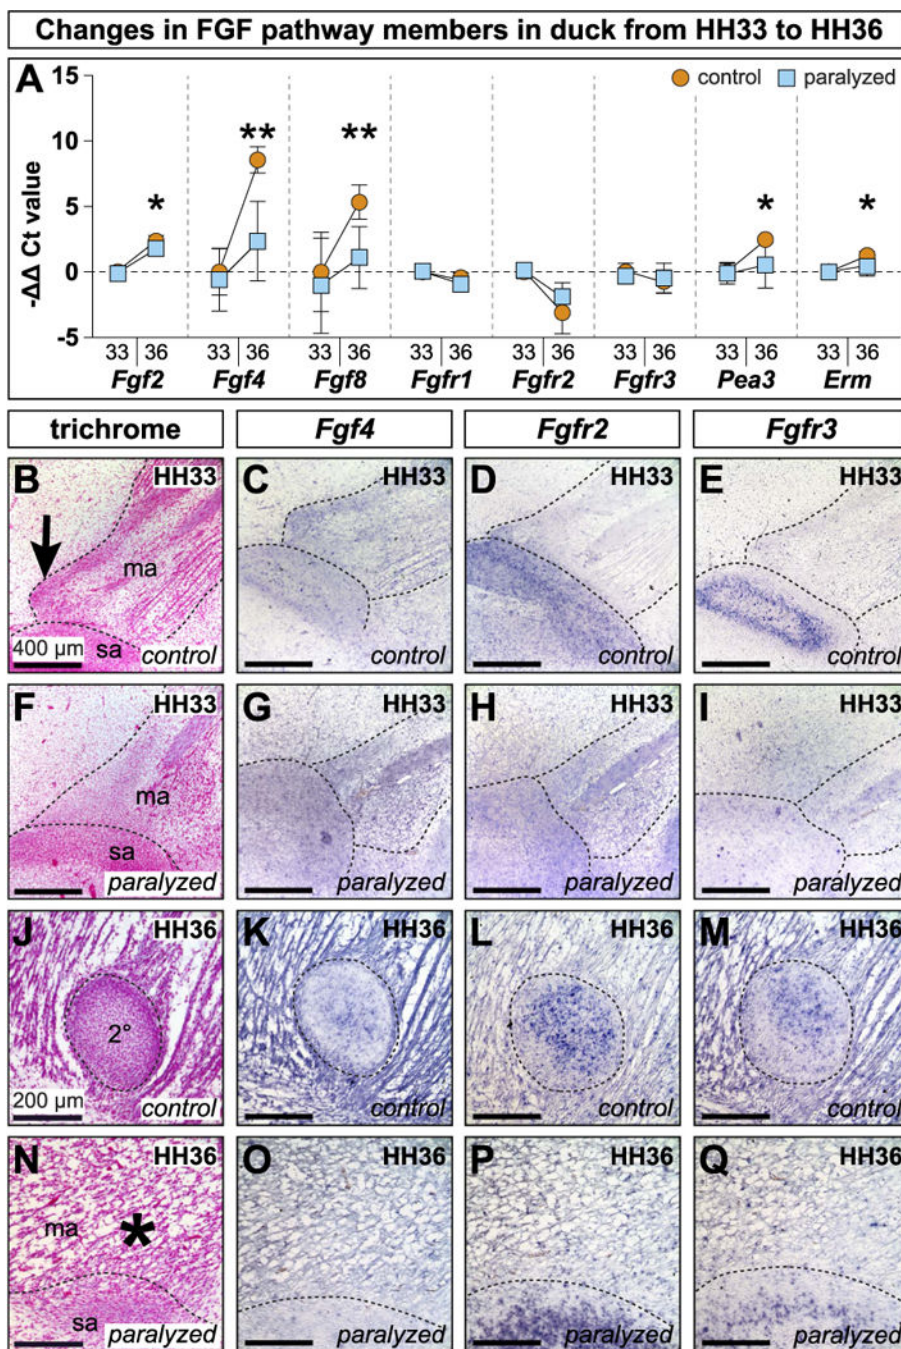 Changes in FGF pathway members in duck from HH33 to HH36
A
control
paralyzed
-ΔΔ Ct value
15
10
5
0
-5
*
**
**
*
*
33 36 33 36 33 36 33 36 33 36 33 36 33 36 33 36
Fgf2 Fgf4 Fgf8 Fgfr1 Fgfr2 Fgfr3 Pea3 Erm
trichrome Fgf4 Fgfr2 Fgfr3
B HH33
ma
sa
400 µm
control
C HH33
control
D HH33
control
E HH33
control
F HH33
ma
sa
paralyzed
G HH33
paralyzed
H HH33
paralyzed
I HH33
paralyzed
J HH36
2°
200 µm
control
K HH36
control
L HH36
control
M HH36
control
N HH36
ma
*
sa
paralyzed
O HH36
paralyzed
P HH36
paralyzed
Q HH36
paralyzed